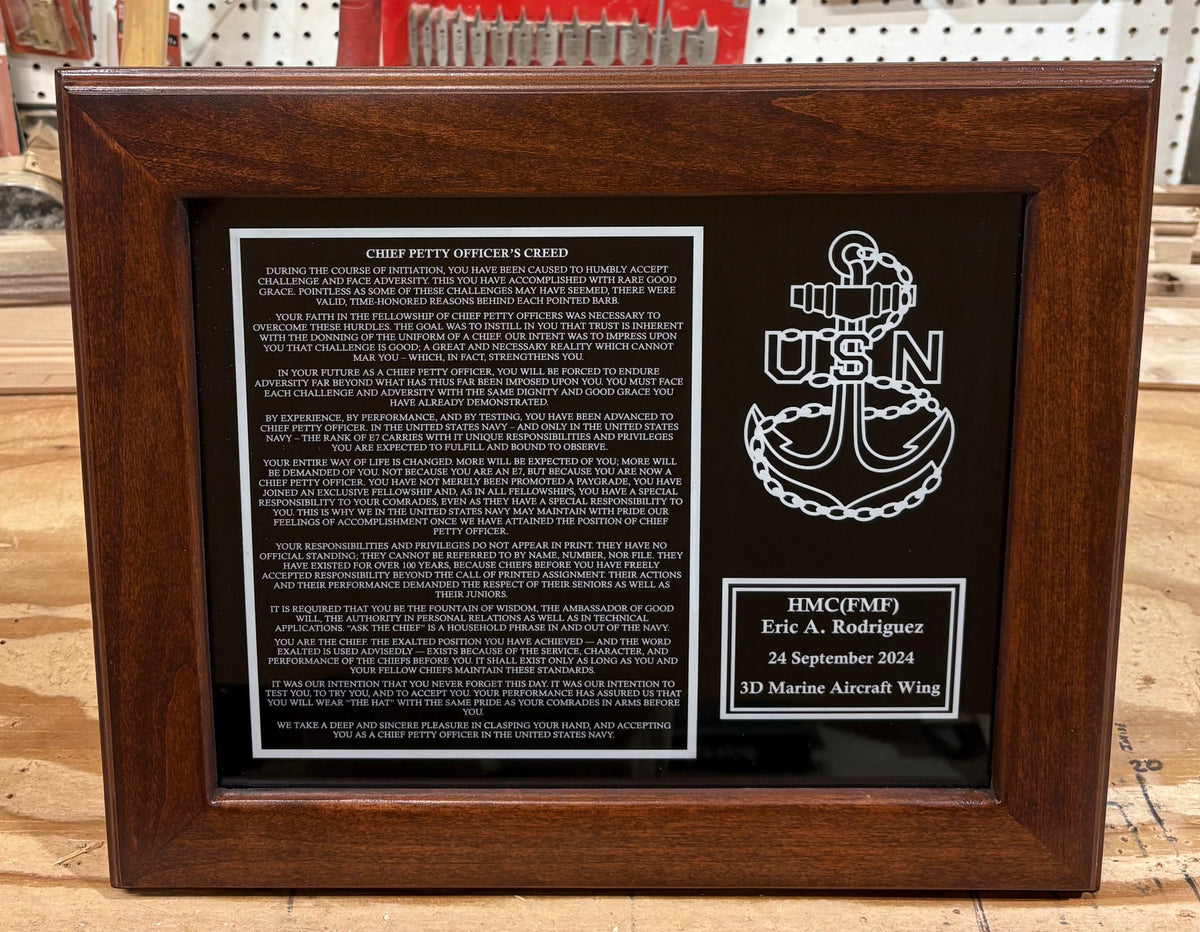 CHIEF PETTY OFFICER'S CREED
DURING THE COURSE OF INITIATION, YOU HAVE BEEN CAUSED TO HUMBLY ACCEPT
CHALLENGE AND FACE ADVERSITY. THIS YOU HAVE ACCOMPLISHED WITH RARE GOOD
GRACE. POINTLESS AS SOME OF THESE CHALLENGES MAY HAVE SEEMED, THERE WERE
VALID, TIME-HONORED REASONS BEHIND EACH POINTED BARB.
YOUR FAITH IN THE FELLOWSHIP OF CHIEF PETTY OFFICERS WAS NECESSARY TO
OVERCOME THESE HURDLES. THE GOAL WAS TO INSTILL IN YOU THAT TRUST IS INHERENT
WITH THE DONNING OF THE UNIFORM OF A CHIEF. OUR INTENT WAS TO IMPRESS UPON
YOU THAT CHALLENGE IS GOOD; A GREAT AND NECESSARY REALITY WHICH CANNOT
MAR YOU – WHICH, IN FACT, STRENGTHENS YOU.
IN YOUR FUTURE AS A CHIEF PETTY OFFICER, YOU WILL BE FORCED TO ENDURE
ADVERSITY FAR BEYOND WHAT HAS THUS FAR BEEN IMPOSED UPON YOU. YOU MUST FACE
EACH CHALLENGE AND ADVERSITY WITH THE SAME DIGNITY AND GOOD GRACE YOU
HAVE ALREADY DEMONSTRATED.
BY EXPERIENCE, BY PERFORMANCE, AND BY TESTING, YOU HAVE BEEN ADVANCED TO
CHIEF PETTY OFFICER. IN THE UNITED STATES NAVY – AND ONLY IN THE UNITED STATES
NAVY – THE RANK OF E7 CARRIES WITH IT UNIQUE RESPONSIBILITIES AND PRIVILEGES
YOU ARE EXPECTED TO FULFILL AND BOUND TO OBSERVE.
YOUR ENTIRE WAY OF LIFE IS CHANGED. MORE WILL BE EXPECTED OF YOU; MORE WILL
BE DEMANDED OF YOU. NOT BECAUSE YOU ARE AN E7, BUT BECAUSE YOU ARE NOW A
CHIEF PETTY OFFICER. YOU HAVE NOT MERELY BEEN PROMOTED A PAYGRADE, YOU HAVE
JOINED AN EXCLUSIVE FELLOWSHIP AND, AS IN ALL FELLOWSHIPS, YOU HAVE A SPECIAL
RESPONSIBILITY TO YOUR COMRADES, EVEN AS THEY HAVE A SPECIAL RESPONSIBILITY TO
YOU. THIS IS WHY WE IN THE UNITED STATES NAVY MAY MAINTAIN WITH PRIDE OUR
FEELINGS OF ACCOMPLISHMENT ONCE WE HAVE ATTAINED THE POSITION OF CHIEF
PETTY OFFICER.
YOUR RESPONSIBILITIES AND PRIVILEGES DO NOT APPEAR IN PRINT. THEY HAVE NO
OFFICIAL STANDING; THEY CANNOT BE REFERRED TO BY NAME, NUMBER, NOR FILE. THEY
HAVE EXISTED FOR OVER 100 YEARS, BECAUSE CHIEFS BEFORE YOU HAVE FREELY
ACCEPTED RESPONSIBILITY BEYOND THE CALL OF PRINTED ASSIGNMENT. THEIR ACTIONS
AND THEIR PERFORMANCE DEMANDED THE RESPECT OF THEIR SENIORS AS WELL AS
THEIR JUNIORS.
IT IS REQUIRED THAT YOU BE THE FOUNTAIN OF WISDOM, THE AMBASSADOR OF GOOD
WILL, THE AUTHORITY IN PERSONAL RELATIONS AS WELL AS IN TECHNICAL
APPLICATIONS. "ASK THE CHIEF" IS A HOUSEHOLD PHRASE IN AND OUT OF THE NAVY.
YOU ARE THE CHIEF. THE EXALTED POSITION YOU HAVE ACHIEVED — AND THE WORD
EXALTED IS USED ADVISEDLY — EXISTS BECAUSE OF THE SERVICE, CHARACTER, AND
PERFORMANCE OF THE CHIEFS BEFORE YOU. IT SHALL EXIST ONLY AS LONG AS YOU AND
YOUR FELLOW CHIEFS MAINTAIN THESE STANDARDS.
IT WAS OUR INTENTION THAT YOU NEVER FORGET THIS DAY. IT WAS OUR INTENTION TO
TEST YOU, TO TRY YOU, AND TO ACCEPT YOU. YOUR PERFORMANCE HAS ASSURED US THAT
YOU WILL WEAR "THE HAT" WITH THE SAME PRIDE AS YOUR COMRADES IN ARMS BEFORE
YOU.
WE TAKE A DEEP AND SINCERE PLEASURE IN CLASPING YOUR HAND, AND ACCEPTING
YOU AS A CHIEF PETTY OFFICER IN THE UNITED STATES NAVY.
USN
HMC(FMF)
Eric A. Rodriguez
24 September 2024
3D Marine Aircraft Wing
20